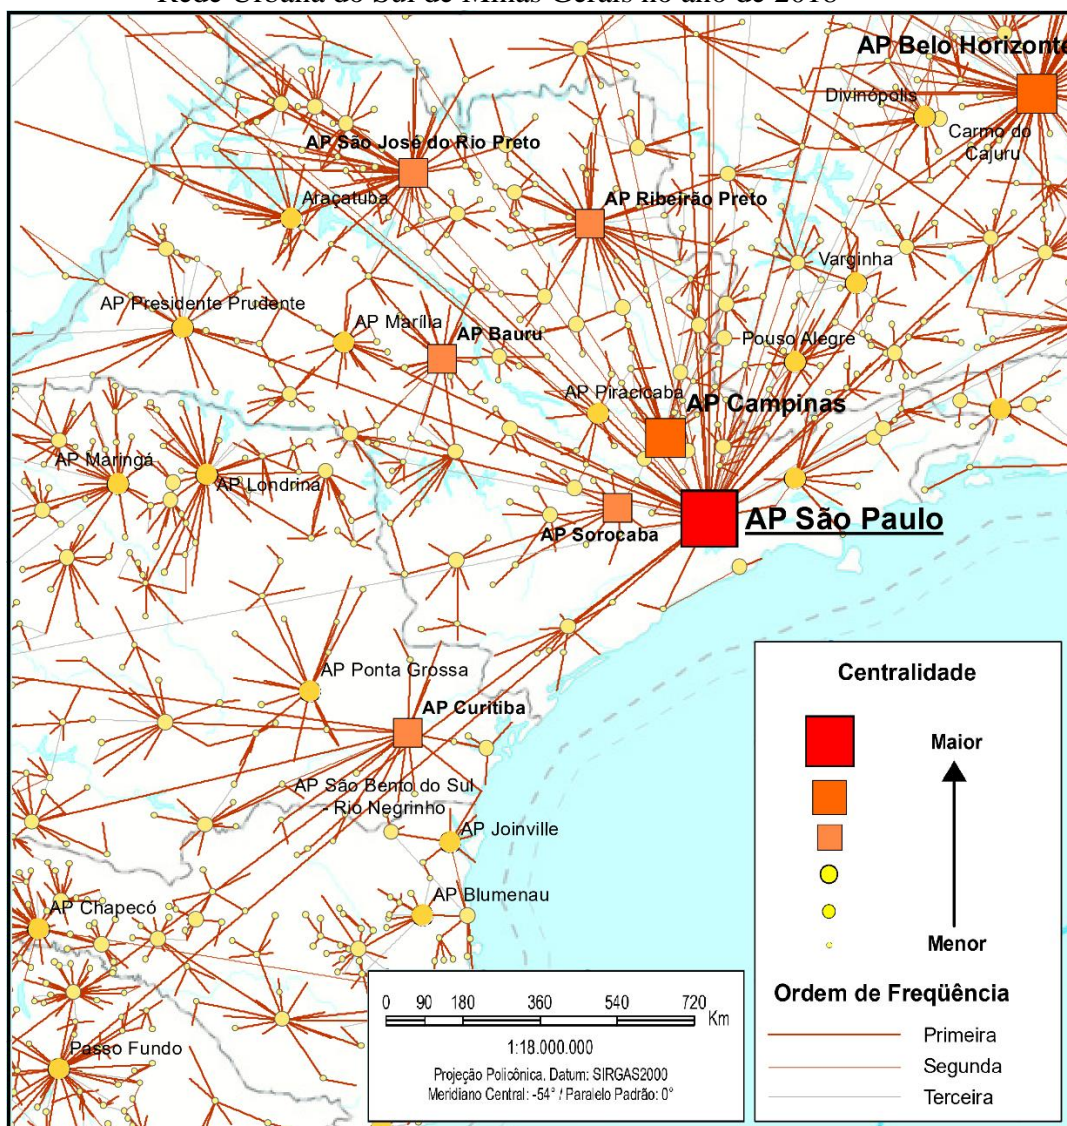 Rede Urbana do Sul de Minas Gerais no ano de 2018
AP Belo Horizonte
Divinópolis
Carmo do
Cajuru
AP São José do Rio Preto
Araçatuba
AP Ribeirão Preto
Varginha
AP Presidente Prudente
AP Marília
AP Bauru
Pouso Alegre
AP Piracicaba
AP Campinas
AP Maringá
AP Londrina
AP São Paulo
AP Sorocaba
AP Ponta Grossa
AP Curitiba
AP São Bento do Sul
- Rio Negrinho
AP Joinville
AP Blumenau
AP Chapecó
Passo Fundo
Centralidade
Maior
Menor
Ordem de Freqüência
Primeira
Segunda
Terceira
0 90 180 360 540 720
Km
1:18.000.000
Projeção Policônica. Datum: SIRGAS2000
Meridiano Central: -54° / Paralelo Padrão: 0°